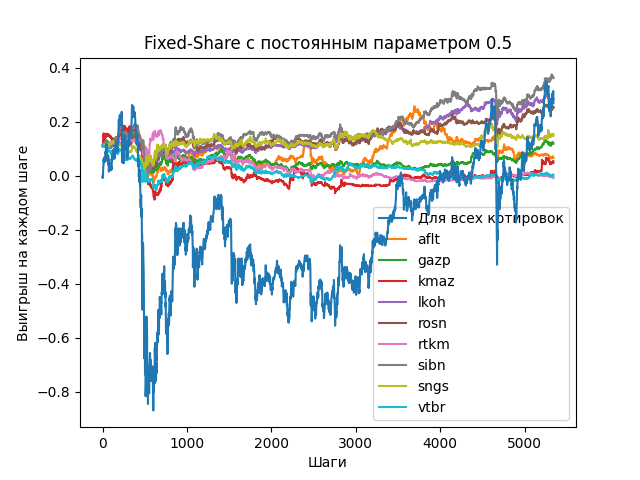 Fixed-Share с постоянным параметром 0.5
Выигрыш на каждом шаге
0.4
0.2
0.0
−0.2
−0.4
−0.6
−0.8
0 1000 2000 3000 4000 5000
Шаги
Для всех котировок
aflt
gazp
kmaz
lkoh
rosn
rtkm
sibn
sngs
vtbr